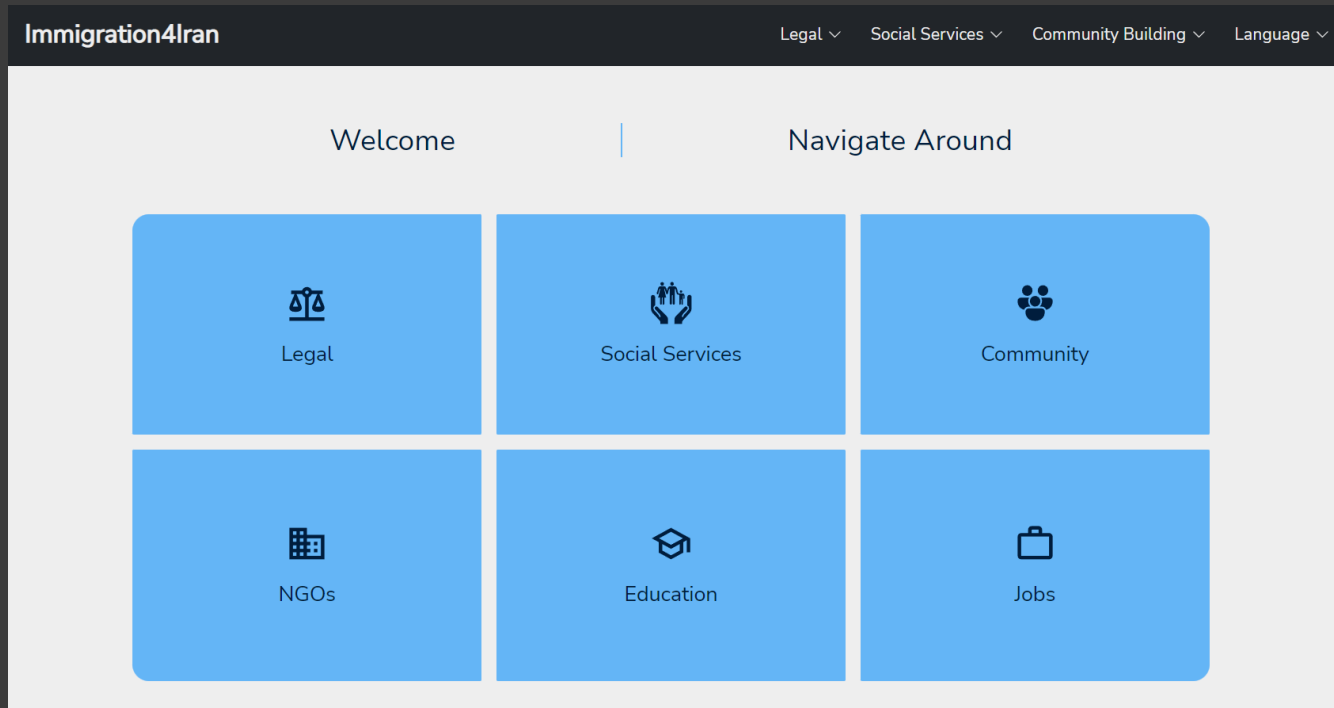 Immigration4Iran
Legal Social Services Community Building Language
Welcome Navigate Around
Legal Social Services Community
NGOs Education Jobs